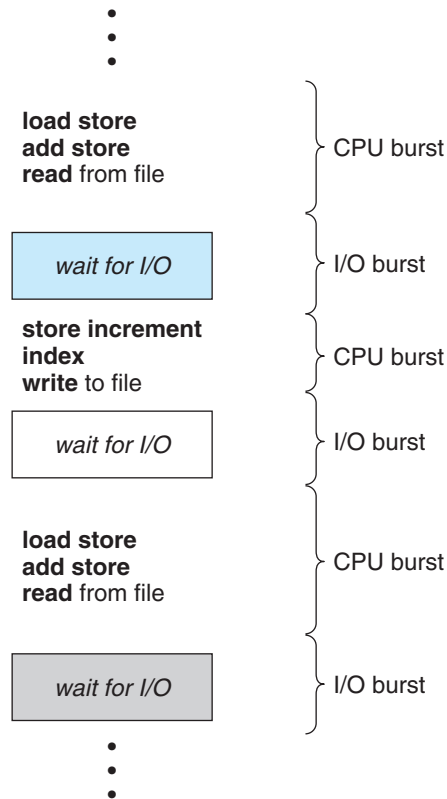 load store
add store
read from file
CPU burst
wait for I/O
I/O burst
store increment
index
write to file
CPU burst
wait for I/O
I/O burst
load store
add store
read from file
CPU burst
wait for I/O
I/O burst